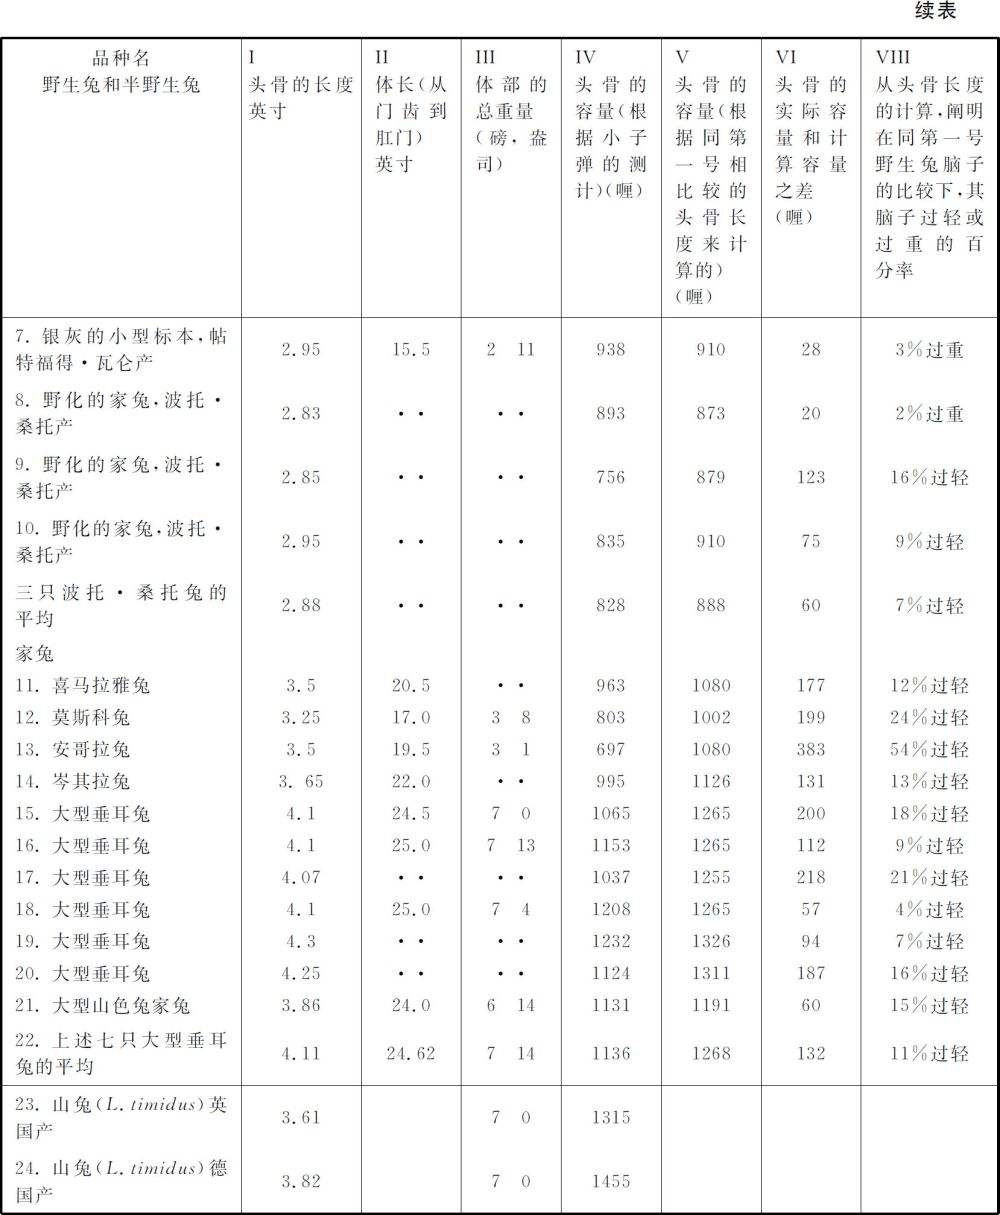 续表
品种名
野生兔和半野生兔
I
头骨的长度
英寸
II
体长(从
门齿到
肛门)
英寸
III
体部的
总重量
(磅,盎
司)
IV
头骨的
容量(根
据小子
弹的测
计)(喱)
V
头骨的
容量(根
据同第
一号相
比较的
头骨长
度来计
算的)
(喱)
VI
头骨的
实际容
量和计
算容量
之差
(喱)
VIII
从头骨长度
的计算,阐明
在同第一号
野生兔脑子
的比较下,其
脑子过轻或
过重的百
分率
7. 银灰的小型标本,帖
特福得·瓦仑产 2.95 15.5 2 11 938 910 28 3%过重
8. 野化的家兔,波托·
桑托产 2.83 ·· ·· 893 873 20 2%过重
9. 野化的家兔,波托·
桑托产 2.85 ·· ·· 756 879 123 16%过轻
10. 野化的家兔,波托·
桑托产 2.95 ·· ·· 835 910 75 9%过轻
三只波托·桑托兔的
平均 2.88 ·· ·· 828 888 60 7%过轻
家兔
11. 喜马拉雅兔 3.5 20.5 ·· 963 1080 177 12%过轻
12. 莫斯科兔 3.25 17.0 3 8 803 1002 199 24%过轻
13. 安哥拉兔 3.5 19.5 3 1 697 1080 383 54%过轻
14. 岑其拉兔 3.65 22.0 ·· 995 1126 131 13%过轻
15. 大型垂耳兔 4.1 24.5 7 0 1065 1265 200 18%过轻
16. 大型垂耳兔 4.1 25.0 7 13 1153 1265 112 9%过轻
17. 大型垂耳兔 4.07 ·· ·· 1037 1255 218 21%过轻
18. 大型垂耳兔 4.1 25.0 7 4 1208 1265 57 4%过轻
19. 大型垂耳兔 4.3 ·· ·· 1232 1326 94 7%过轻
20. 大型垂耳兔 4.25 ·· ·· 1124 1311 187 16%过轻
21. 大型山色兔家兔 3.86 24.0 6 14 1131 1191 60 15%过轻
22. 上述七只大型垂耳
兔的平均 4.11 24.62 7 14 1136 1268 132 11%过轻
23. 山兔(L. timidus)英
国产 3.61 7 0 1315
24. 山兔(L. timidus)德
国产 3.82 7 0 1455